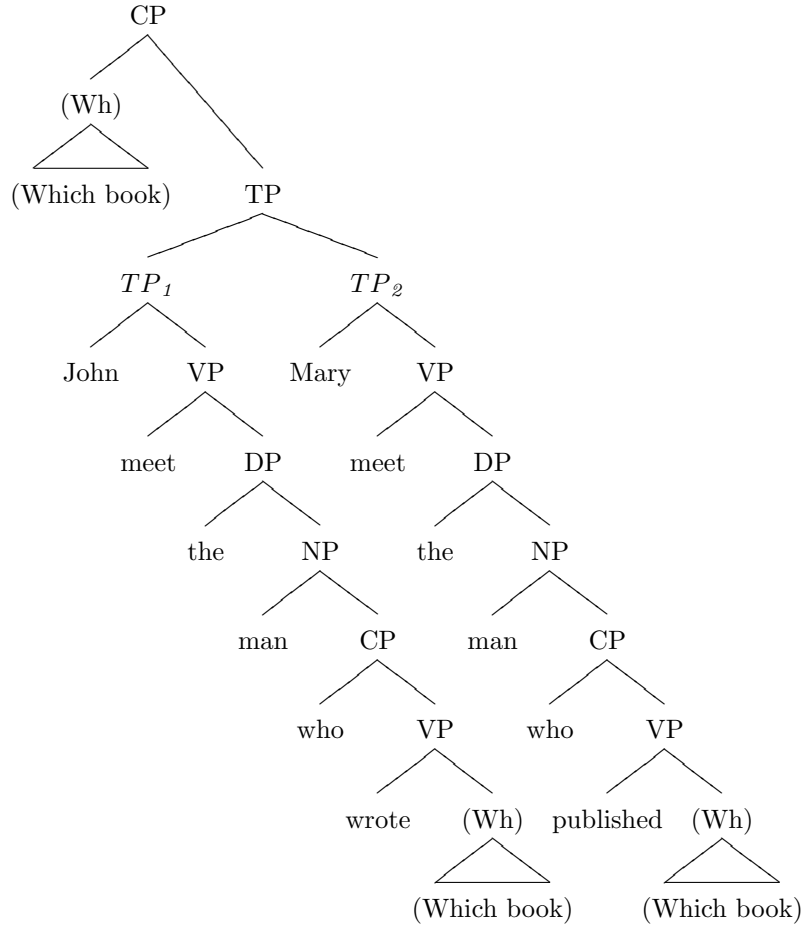 CP
(Wh)
(Which book) TP
TP1 TP2
John VP Mary VP
meet DP meet DP
the NP the NP
man CP man CP
who VP who VP
wrote (Wh) published (Wh)
(Which book) (Which book)